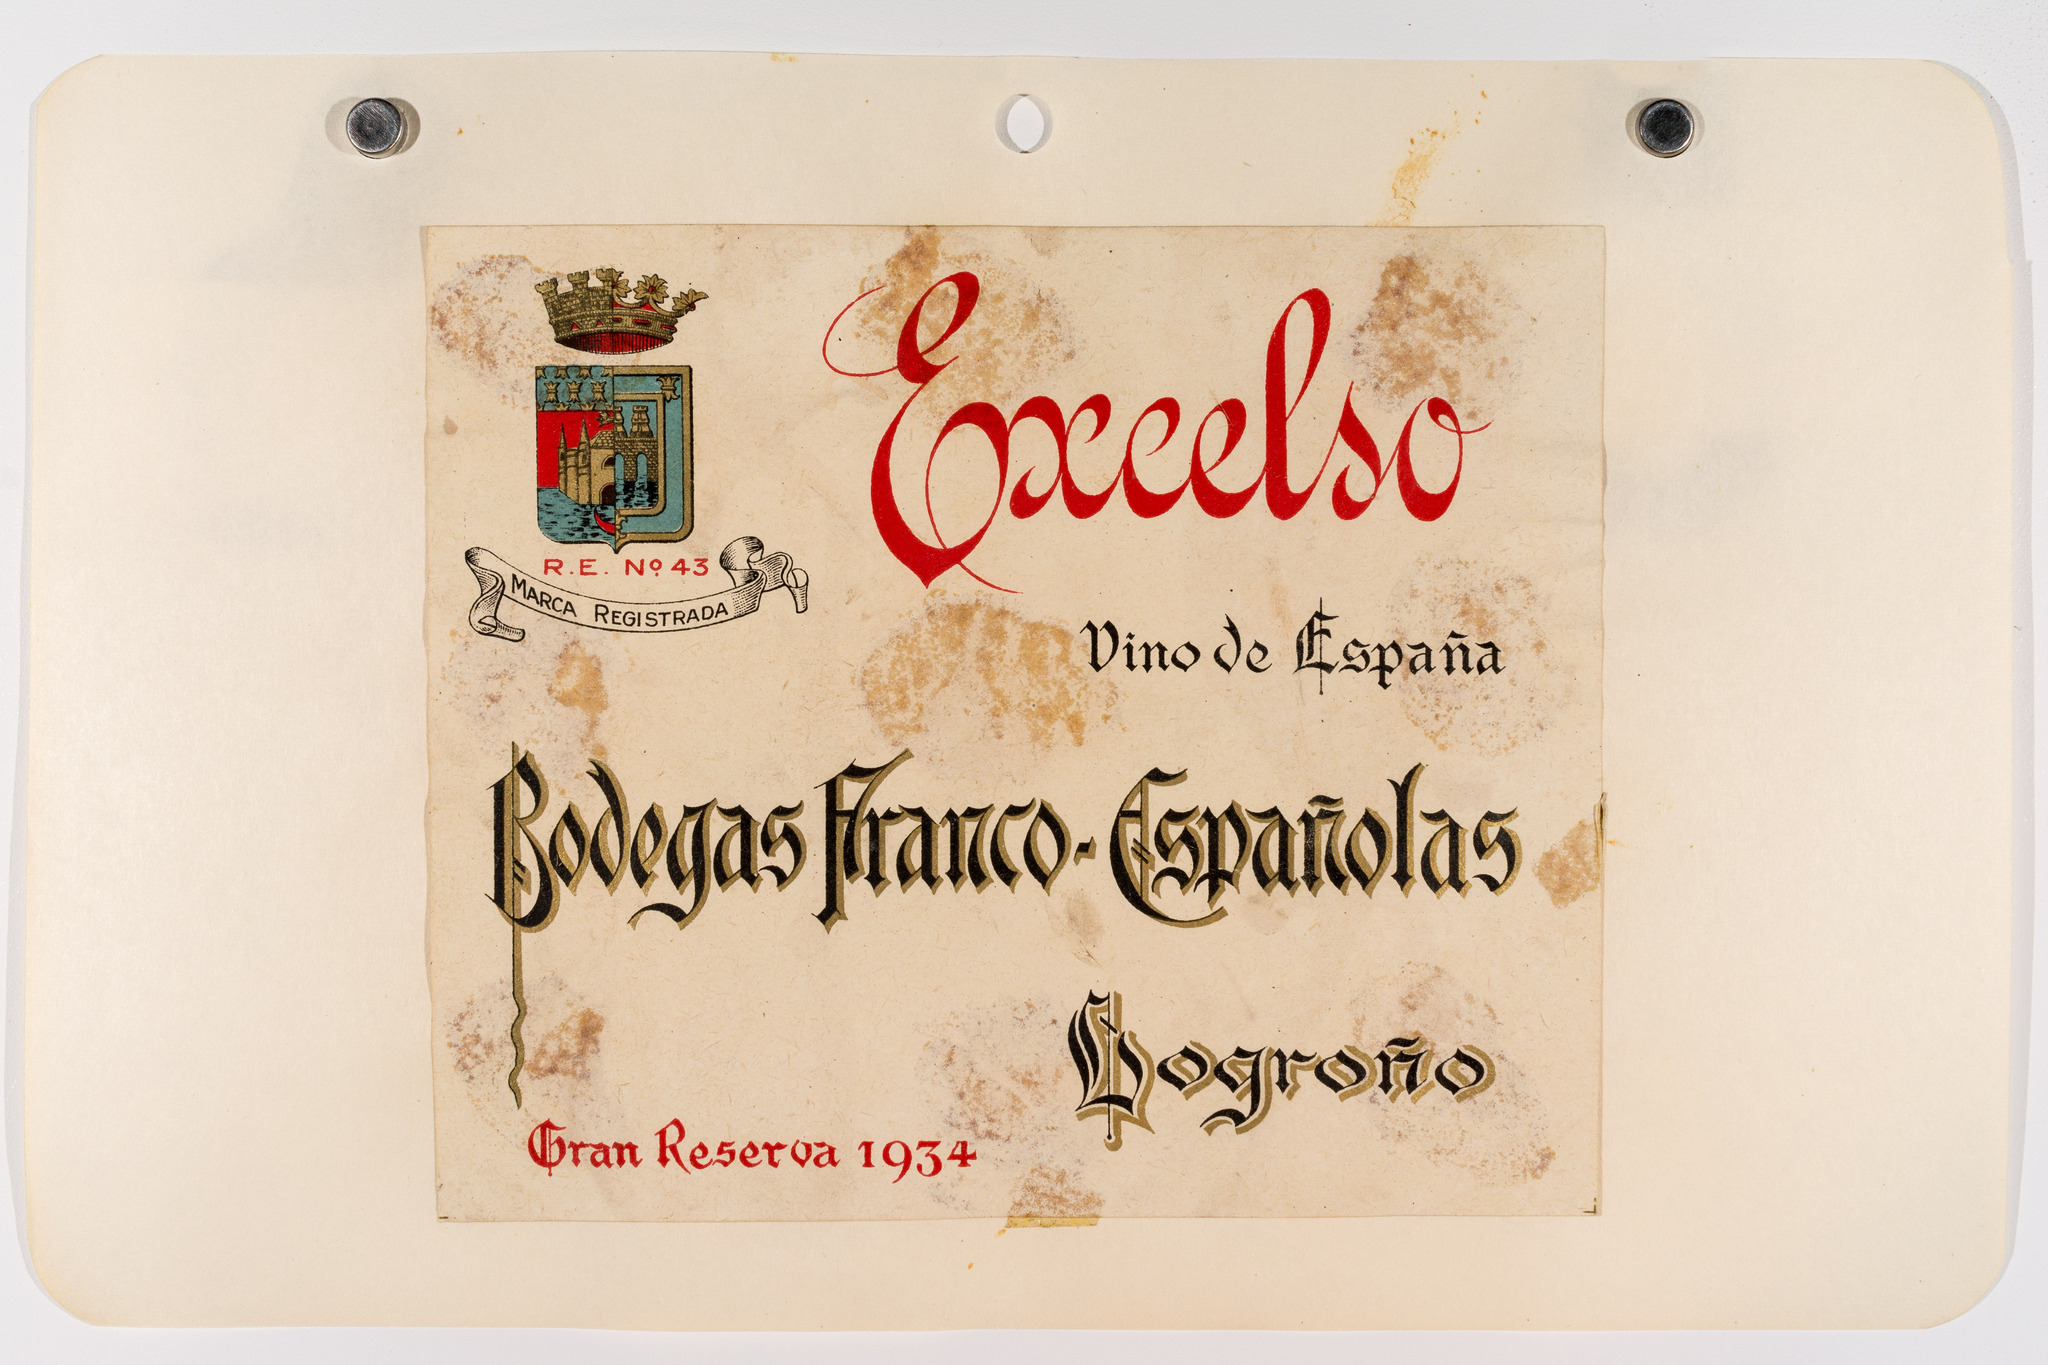 Excelso
R.E. Nº 43
MARCA REGISTRADA
Vino de España
Bodegas Franco-Españolas
Logroño
Gran Reserva 1934